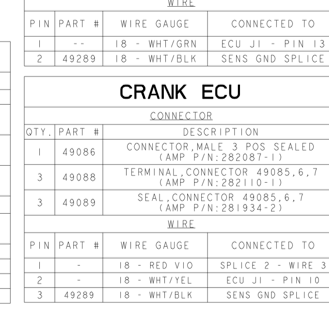 WIRE
PIN PART # WIRE GAUGE CONNECTED TO
1 -- 18 - WHT/GRN ECU J1 - PIN 13
2 49289 18 - WHT/BLK SENS GND SPLICE
CRANK ECU
CONNECTOR
QTY. PART # DESCRIPTION
1 49086 CONNECTOR,MALE 3 POS SEALED
(AMP P/N:282087-1)
3 49088 TERMINAL,CONNECTOR 49085,6,7
(AMP P/N:282110-1)
3 49089 SEAL,CONNECTOR 49085,6,7
(AMP P/N:281934-2)
WIRE
PIN PART # WIRE GAUGE CONNECTED TO
1 - 18 - RED VIO SPLICE 2 - WIRE 3
2 - 18 - WHT/YEL ECU J1 - PIN 10
3 49289 18 - WHT/BLK SENS GND SPLICE